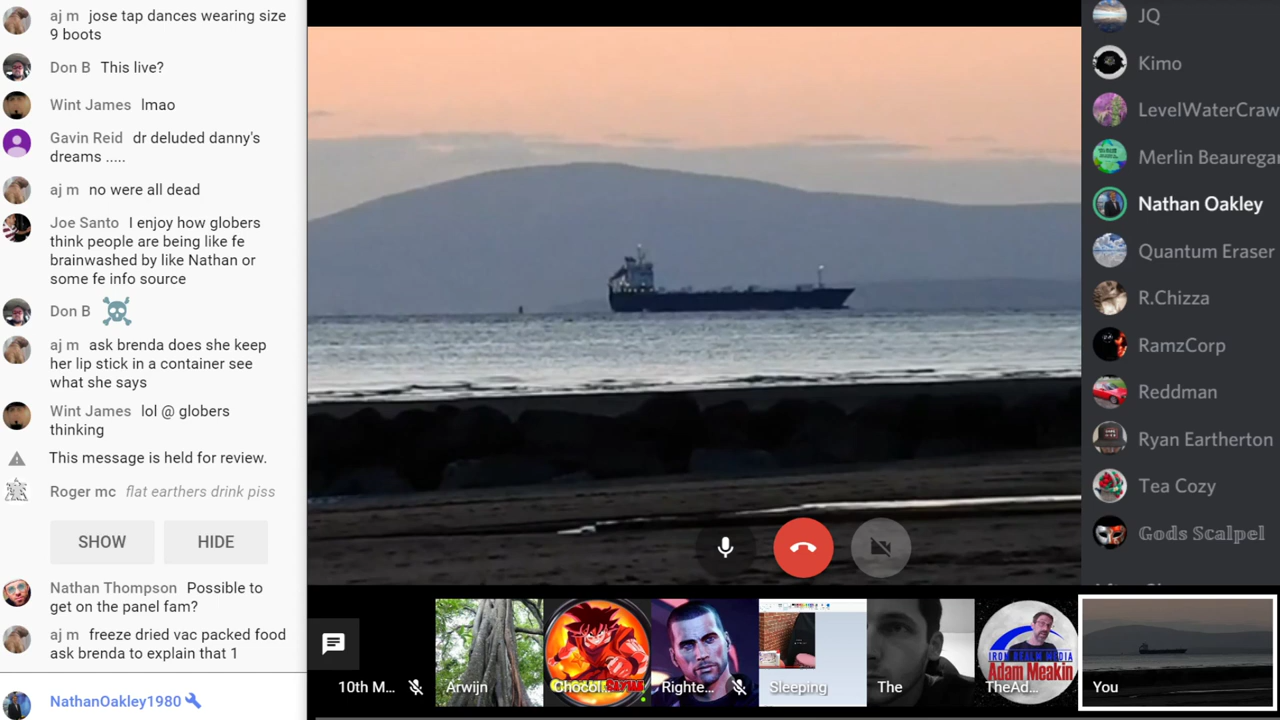 aj m jose tap dances wearing size
9 boots
Don B This live?
Wint James lmao
Gavin Reid dr deluded danny's
dreams .....
aj m no were all dead
Joe Santo I enjoy how globers
think people are being like fe
brainwashed by like Nathan or
some fe info source
Don B
aj m ask brenda does she keep
her lip stick in a container see
what she says
Wint James lol @ globers
thinking
This message is held for review.
Roger mc flat earthers drink piss
SHOW HIDE
Nathan Thompson Possible to
get on the panel fam?
aj m freeze dried vac packed food
ask brenda to explain that 1
NathanOakley1980
10th M...
Arwijn
Chocol...
Righte...
Sleeping
The
IRON REALM MEDIA
Adam Meakin
TheAd...
You
JQ
Kimo
LevelWaterCraw
Merlin Beauregar
Nathan Oakley
Quantum Eraser
R.Chizza
RamzCorp
Reddman
Ryan Eartherton
Tea Cozy
Gods Scalpel